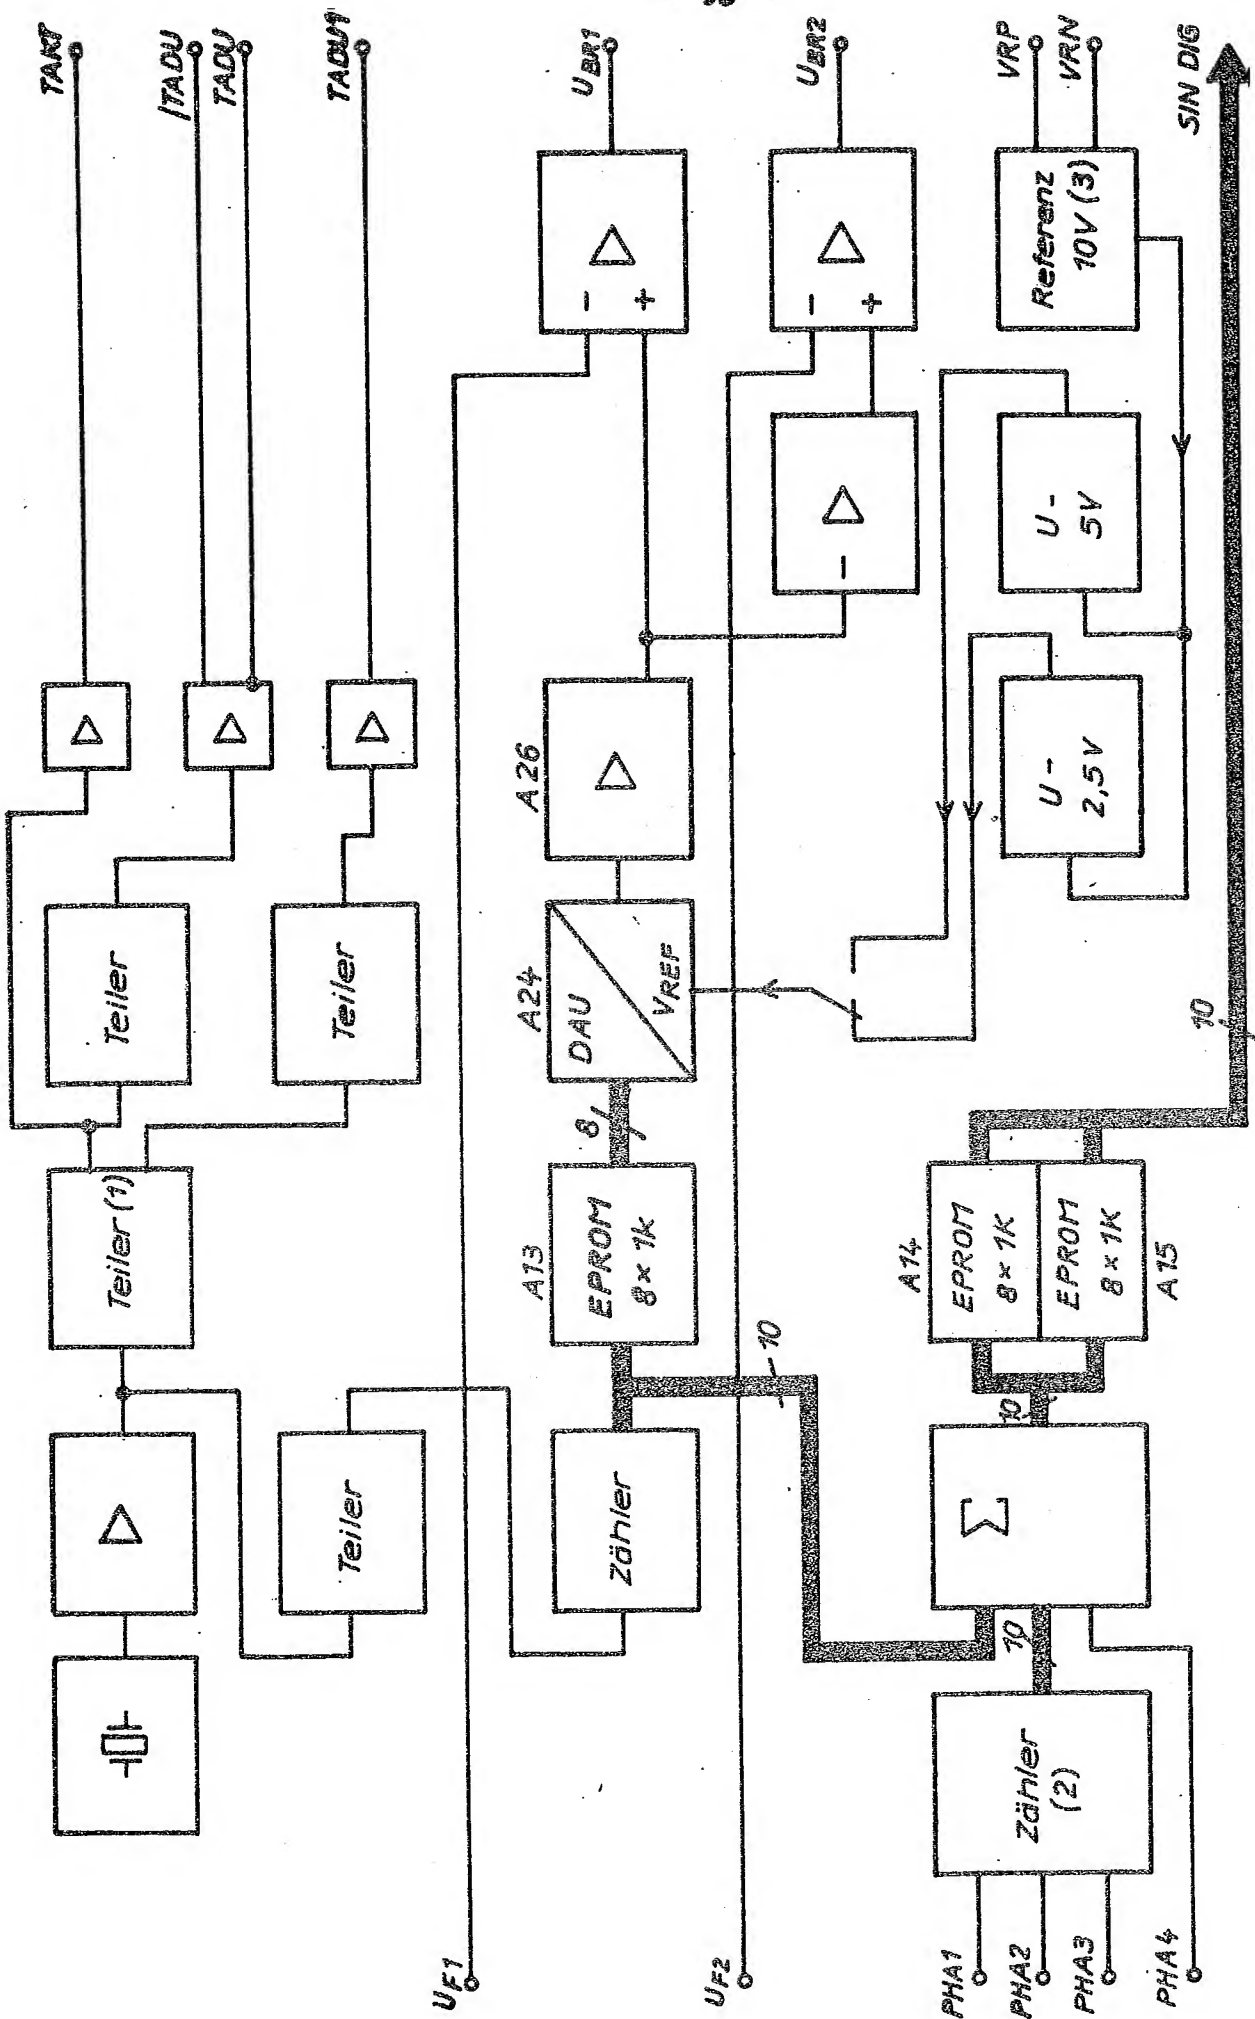 TAKT
/TADU
TADU
TADU1
Teiler
Teiler (1)
Teiler
Teiler
UF1
UBR1
-
+
A26
A24
DAU
VREF
8
A13
EPROM
8×1k
Zähler
10
UF2
UBR2
-
+
-
VRP
VRN
Referenz
10V (3)
U-
5V
U-
2,5V
SIN DIG
10
A14
EPROM
8×1K
EPROM
8×1K
A15
10
Σ
10
Zähler
(2)
PHA1
PHA2
PHA3
PHA4